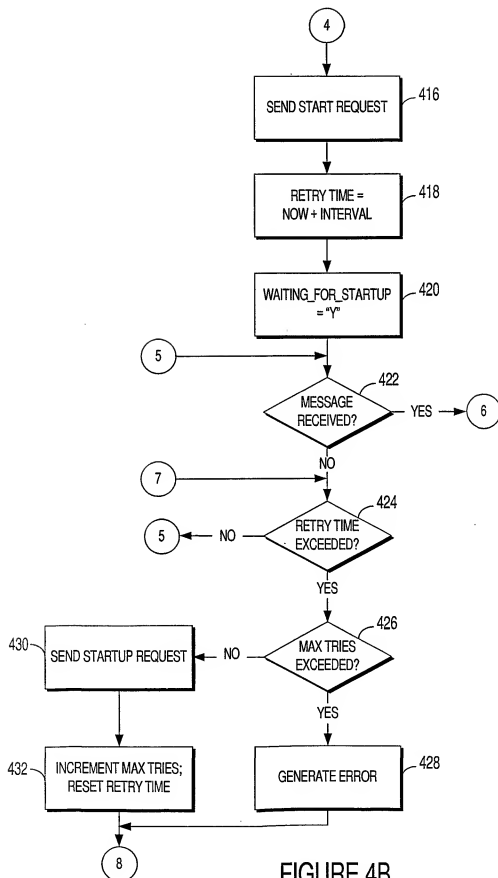 4
SEND START REQUEST
416
RETRY TIME =
NOW + INTERVAL
418
WAITING_FOR_STARTUP
= "Y"
420
5
MESSAGE
RECEIVED?
422
YES
6
NO
7
RETRY TIME
EXCEEDED?
424
NO
5
YES
MAX TRIES
EXCEEDED?
426
NO
430
SEND STARTUP REQUEST
YES
432
INCREMENT MAX TRIES;
RESET RETRY TIME
GENERATE ERROR
428
8
FIGURE 4B